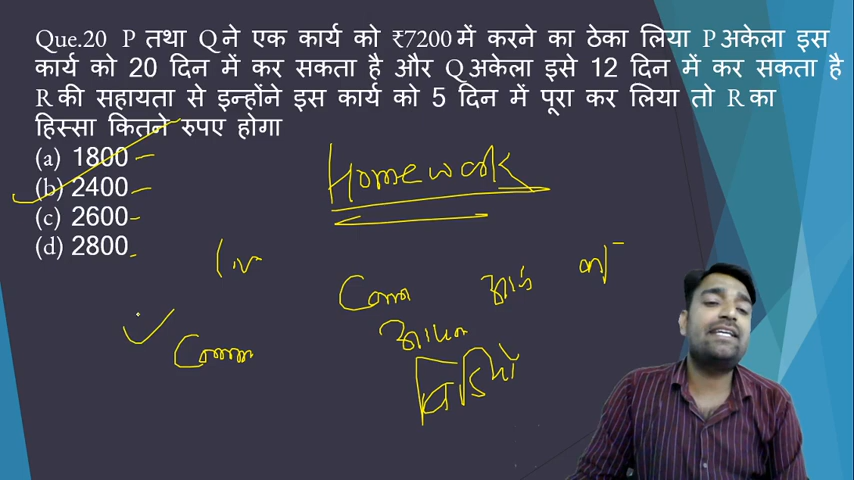 Que.20 P तथा Q ने एक कार्य को ₹7200 में करने का ठेका लिया P अकेला इस
कार्य को 20 दिन में कर सकता है और Q अकेला इसे 12 दिन में कर सकता है
R की सहायता से इन्होंने इस कार्य को 5 दिन में पूरा कर लिया तो R का
हिस्सा कितने रुपए होगा
(a) 1800
(b) 2400
(c) 2600
(d) 2800
Homework